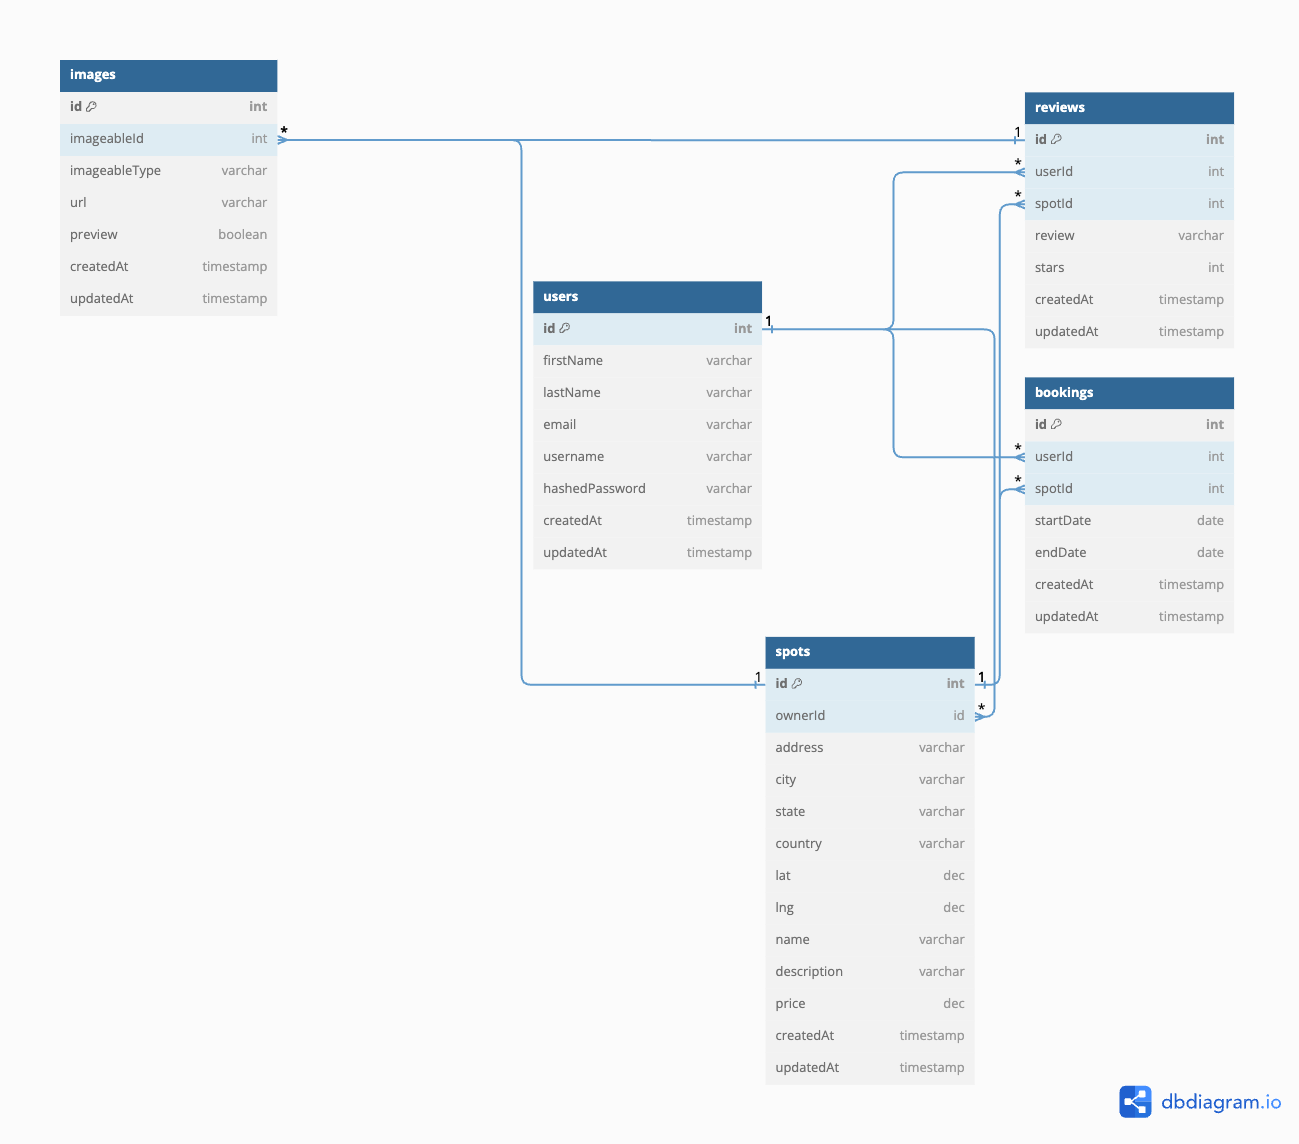 images
id int
imageableId int
imageableType varchar
url varchar
preview boolean
createdAt timestamp
updatedAt timestamp
*
1
reviews
id int
* userId int
* spotId int
review varchar
stars int
createdAt timestamp
updatedAt timestamp
users
id int 1
firstName varchar
lastName varchar
email varchar
username varchar
hashedPassword varchar
createdAt timestamp
updatedAt timestamp
bookings
id int
* userId int
* spotId int
startDate date
endDate date
createdAt timestamp
updatedAt timestamp
spots
1 id int 1
ownerId id *
address varchar
city varchar
state varchar
country varchar
lat dec
lng dec
name varchar
description varchar
price dec
createdAt timestamp
updatedAt timestamp
dbdiagram.io